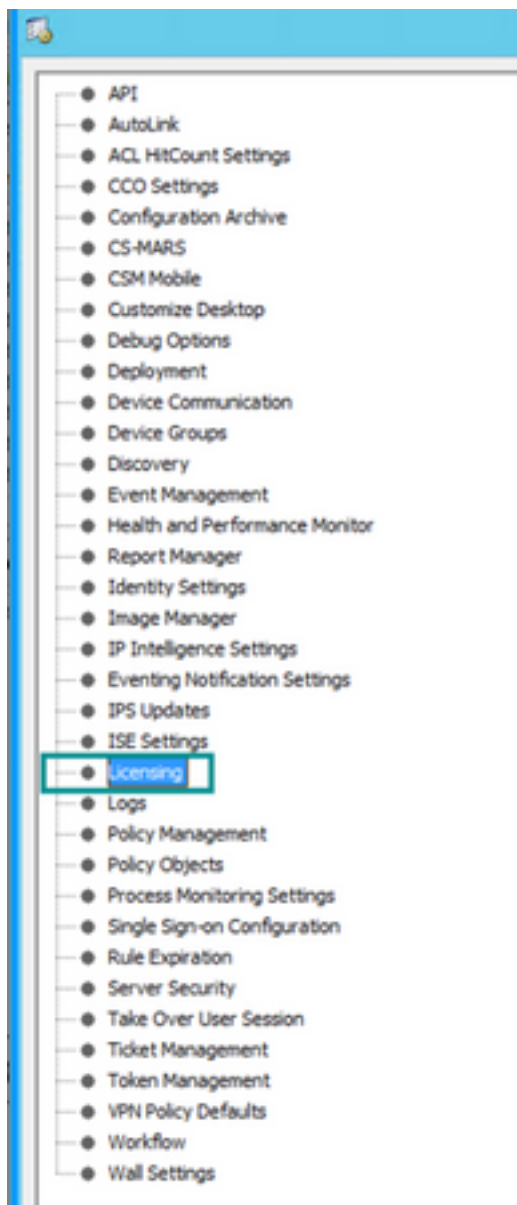 API
AutoLink
ACL HitCount Settings
CCO Settings
Configuration Archive
CS-MARS
CSM Mobile
Customize Desktop
Debug Options
Deployment
Device Communication
Device Groups
Discovery
Event Management
Health and Performance Monitor
Report Manager
Identity Settings
Image Manager
IP Intelligence Settings
Eventing Notification Settings
IPS Updates
ISE Settings
Licensing
Logs
Policy Management
Policy Objects
Process Monitoring Settings
Single Sign-on Configuration
Rule Expiration
Server Security
Take Over User Session
Ticket Management
Token Management
VPN Policy Defaults
Workflow
Wall Settings